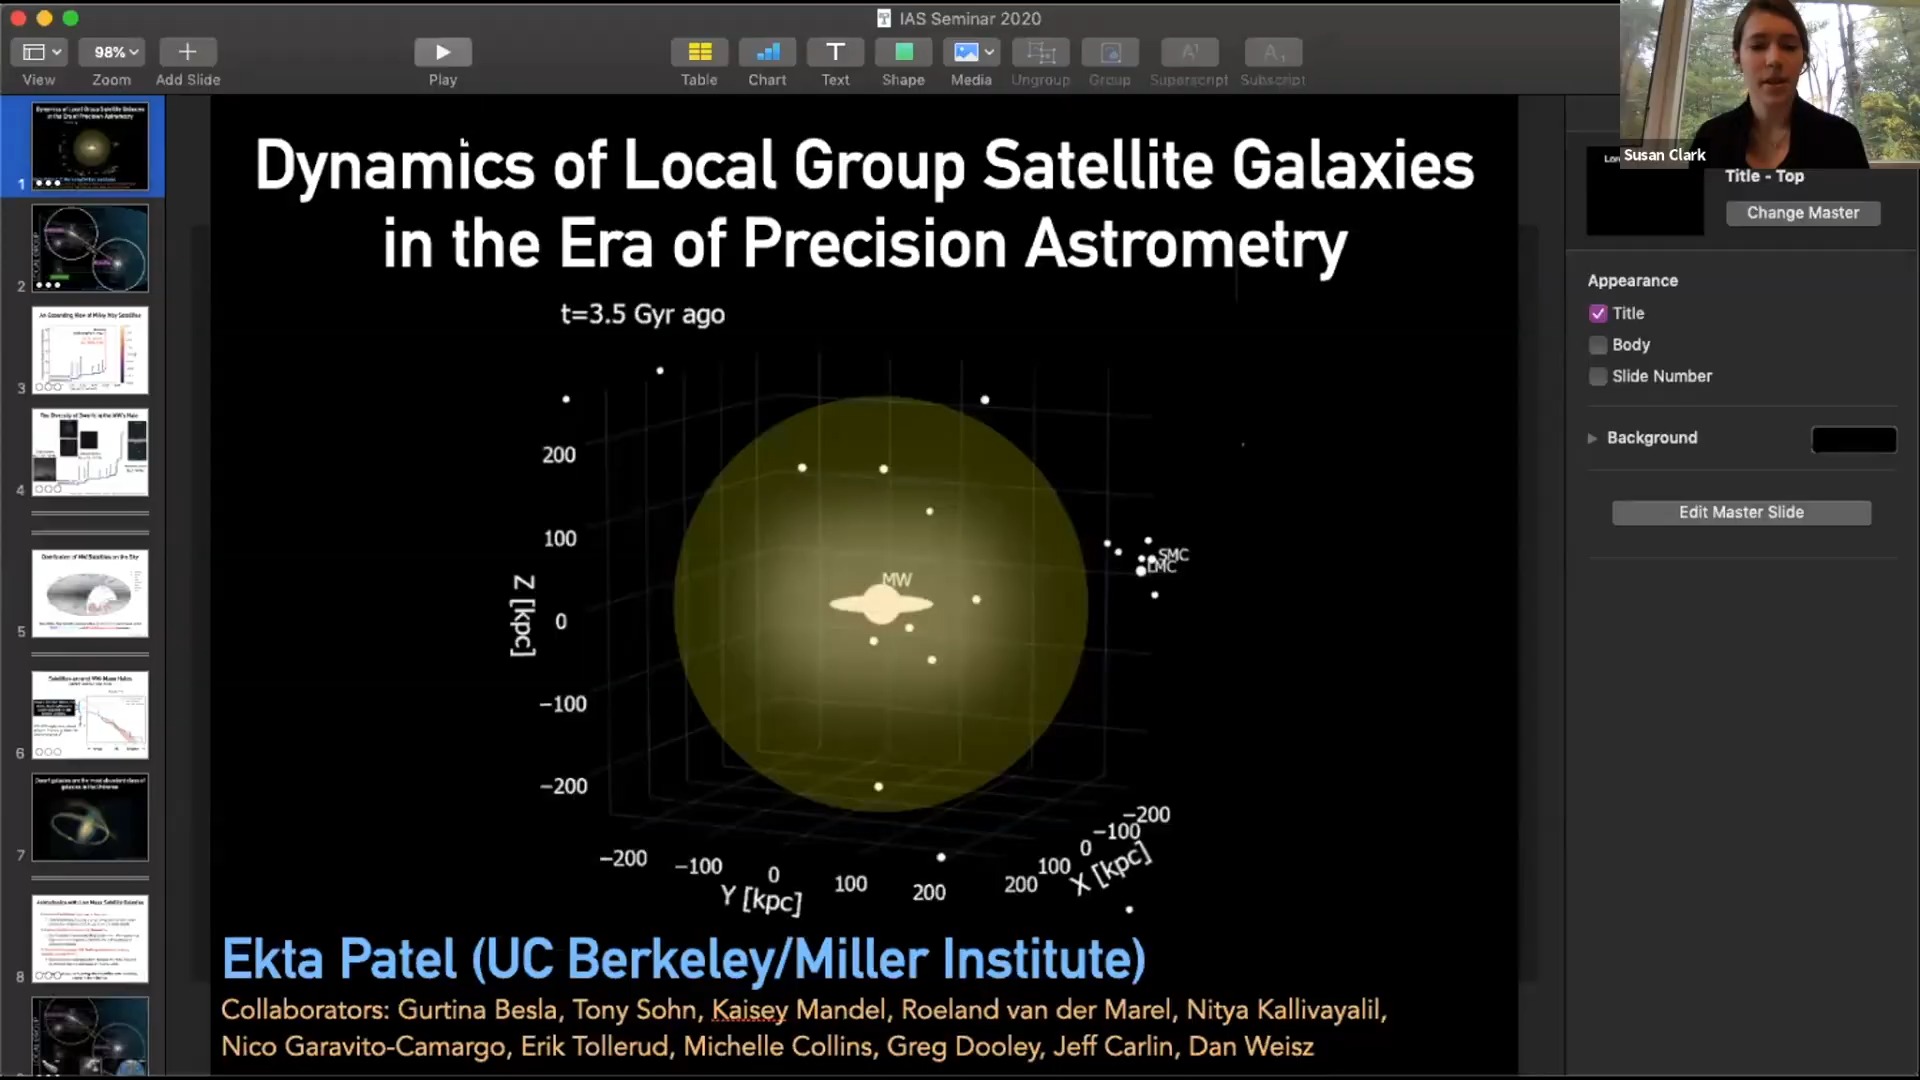 IAS Seminar 2020
View
98%
Zoom
Add Slide
Play
Table
Chart
Text
Shape
Media
Ungroup
Group
Superscript
Subscript
Susan Clark
1
2
3
4
5
6
7
8
Dynamics of Local Group Satellite Galaxies
in the Era of Precision Astrometry
t=3.5 Gyr ago
200
100
0
−100
−200
Z [kpc]
MW
SMC
LMC
−200
−100
0
100
200
Y [kpc]
200
100
0
−100
−200
X [kpc]
Ekta Patel (UC Berkeley/Miller Institute)
Collaborators: Gurtina Besla, Tony Sohn, Kaisey Mandel, Roeland van der Marel, Nitya Kallivayalil,
Nico Garavito-Camargo, Erik Tollerud, Michelle Collins, Greg Dooley, Jeff Carlin, Dan Weisz
Title - Top
Change Master
Appearance
Title
Body
Slide Number
Background
Edit Master Slide